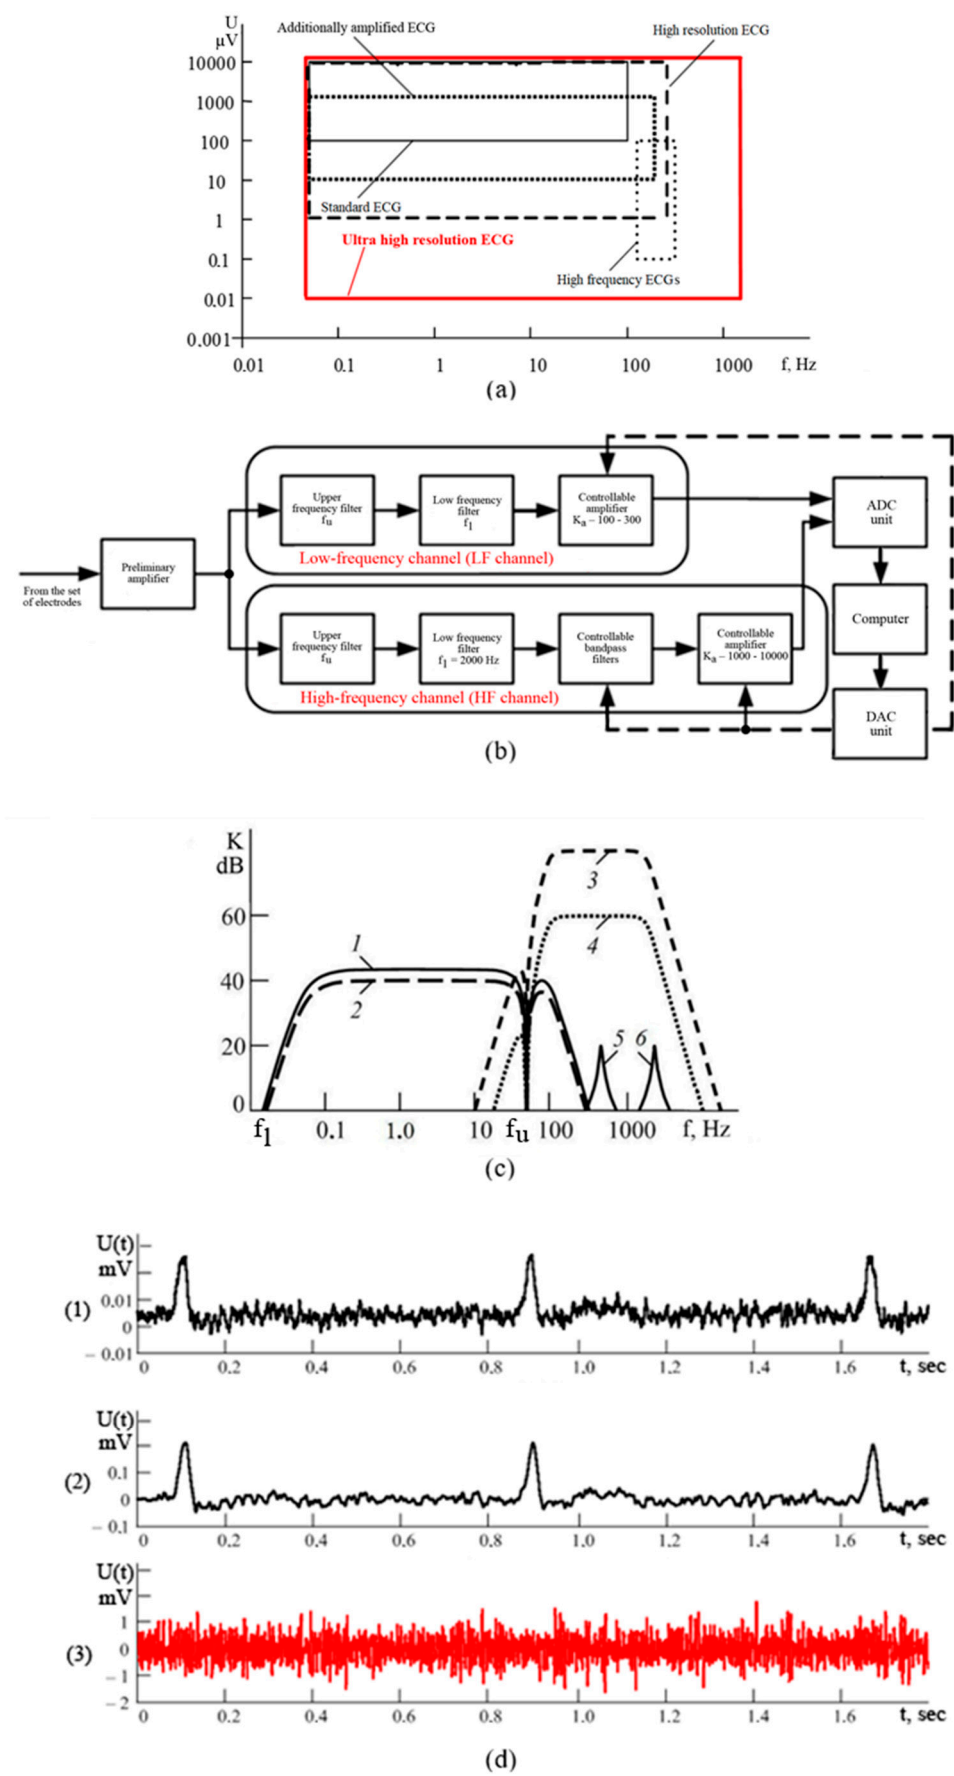 U
µV
Additionally amplified ECG
High resolution ECG
10000
1000
100
10
1
0.1
0.01
0.001
Standard ECG
Ultra high resolution ECG
High frequency ECGs
0.01 0.1 1 10 100 1000 f, Hz
(a)
From the set
of electrodes
Preliminary
amplifier
Upper
frequency filter
fu
Low frequency
filter
f1
Controllable
amplifier
Ka – 100 - 300
Low-frequency channel (LF channel)
Upper
frequency filter
fu
Low frequency
filter
f1 = 2000 Hz
Controllable
bandpass
filters
Controllable
amplifier
Ka – 1000 - 10000
High-frequency channel (HF channel)
ADC
unit
Computer
DAC
unit
(b)
K
dB
60
40
20
0
1
2
3
4
5 6
fl 0.1 1.0 10 fu 100 1000 f, Hz
(c)
U(t)
mV
(1)
0.01
0
– 0.01
0 0.2 0.4 0.6 0.8 1.0 1.2 1.4 1.6 t, sec
U(t)
mV
(2)
0.1
0
– 0.1
0 0.2 0.4 0.6 0.8 1.0 1.2 1.4 1.6 t, sec
U(t)
mV
(3)
1
0
– 1
– 2
0 0.2 0.4 0.6 0.8 1.0 1.2 1.4 1.6 t, sec
(d)